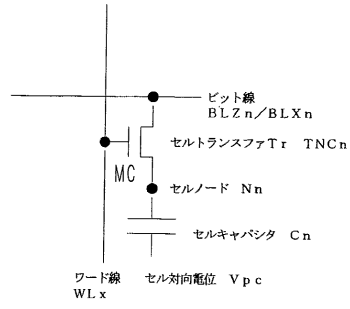 ビット線
BLZn/BLXn
セルトランスファTr TNCn
MC
セルノード Nn
セルキャパシタ Cn
ワード線
WLx
セル対向電位 Vpc